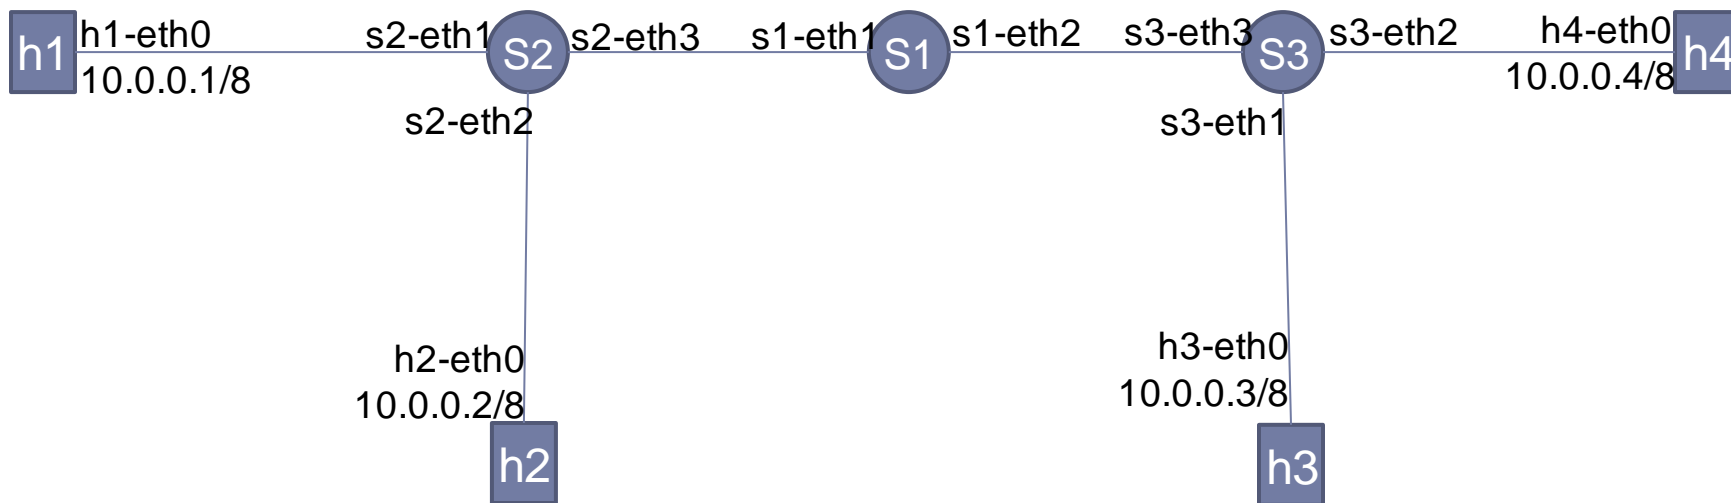 h1
h1-eth0
10.0.0.1/8
s2-eth1
S2
s2-eth3
s2-eth2
s1-eth1
S1
s1-eth2
s3-eth3
S3
s3-eth2
s3-eth1
h4-eth0
10.0.0.4/8
h4
h2-eth0
10.0.0.2/8
h2
h3-eth0
10.0.0.3/8
h3